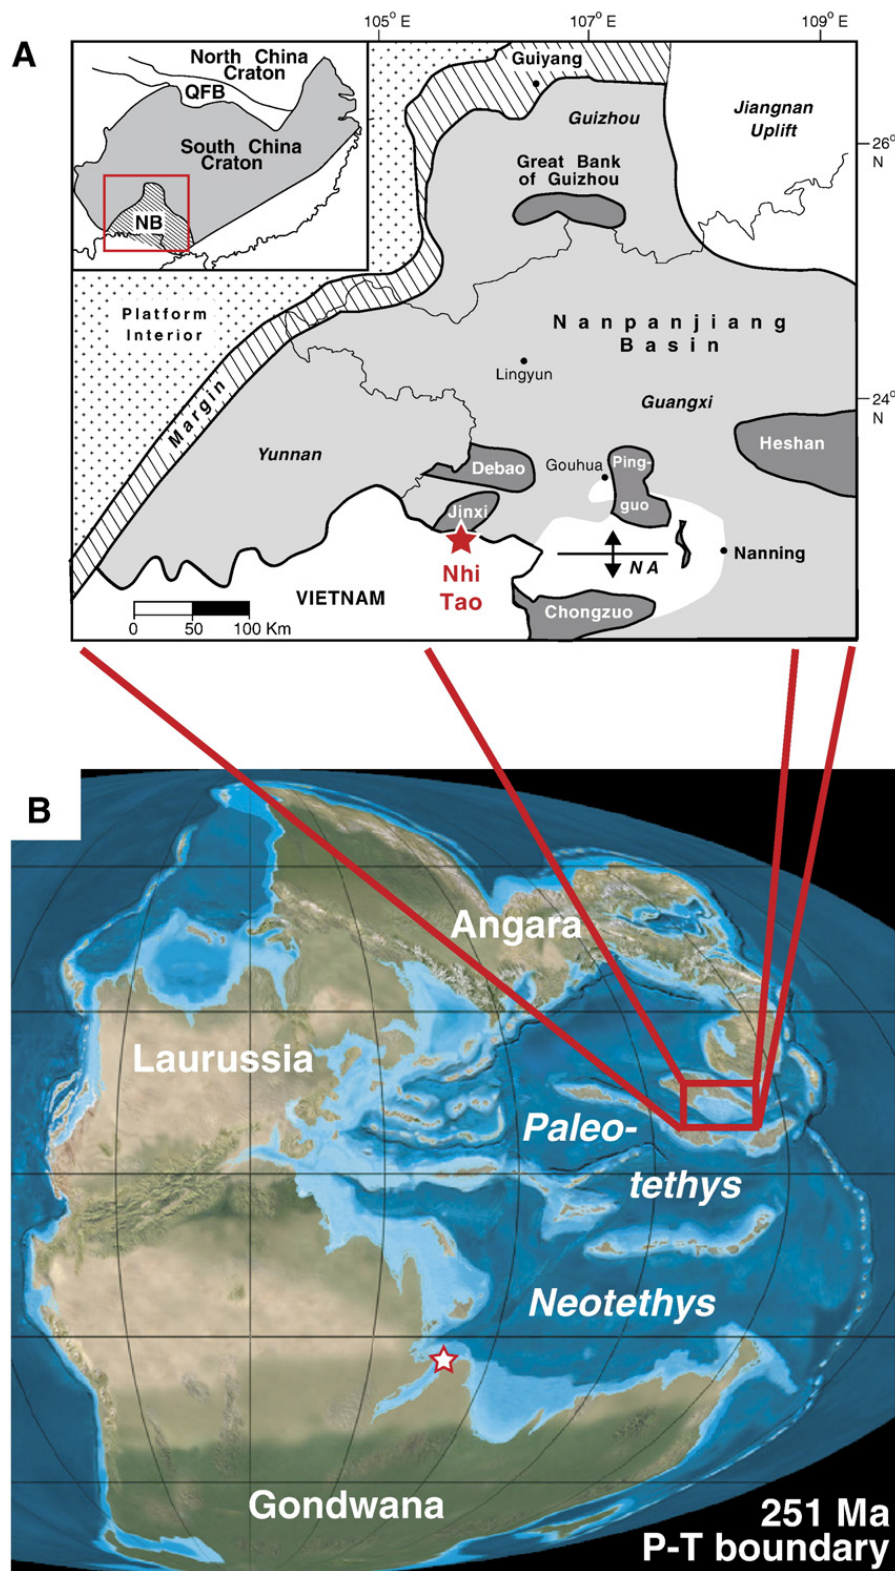 105° E
107° E
109° E
A
North China
Craton
QFB
South China
Craton
NB
Guiyang
Guizhou
Jiangnan
Uplift
26°
N
Great Bank
of Guizhou
Platform
Interior
Margin
Nanpanjiang
Basin
Lingyun
Guangxi
24°
N
Yunnan
Debao
Gouhua
Ping-
guo
Heshan
Jinxi
Nhi
Tao
NA
Nanning
VIETNAM
Chongzuo
0 50 100 Km
B
Angara
Laurussia
Paleo-
tethys
Neotethys
Gondwana
251 Ma
P-T boundary